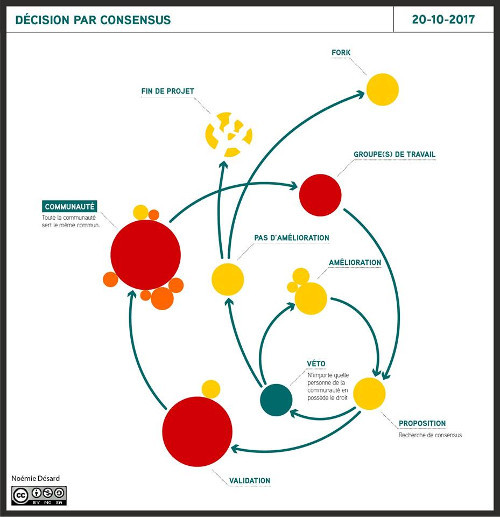 DÉCISION PAR CONSENSUS
20-10-2017
FORK
FIN DE PROJET
GROUPE(S) DE TRAVAIL
COMMUNAUTÉ
Toute la communauté
sert le même commun.
PAS D'AMÉLIORATION
AMÉLIORATION
VÉTO
N'importe quelle
personne de la
communauté en
possède le droit
PROPOSITION
Recherche de consensus
VALIDATION
Noémie Désard
cc
BY NC SA